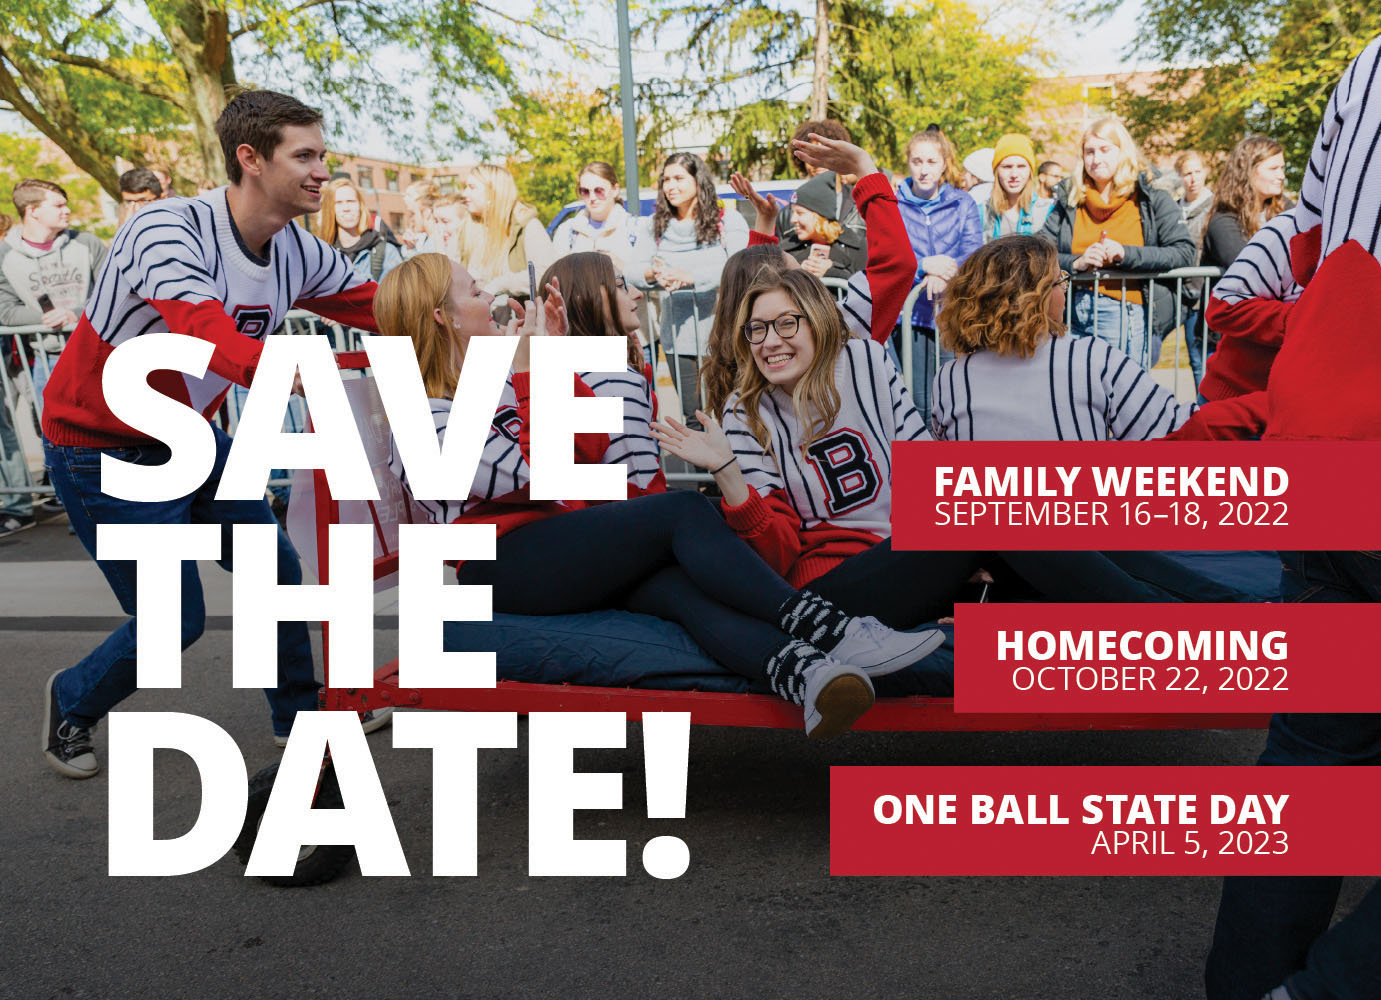 SAVE
THE
DATE!
FAMILY WEEKEND
SEPTEMBER 16–18, 2022
HOMECOMING
OCTOBER 22, 2022
ONE BALL STATE DAY
APRIL 5, 2023
B
B